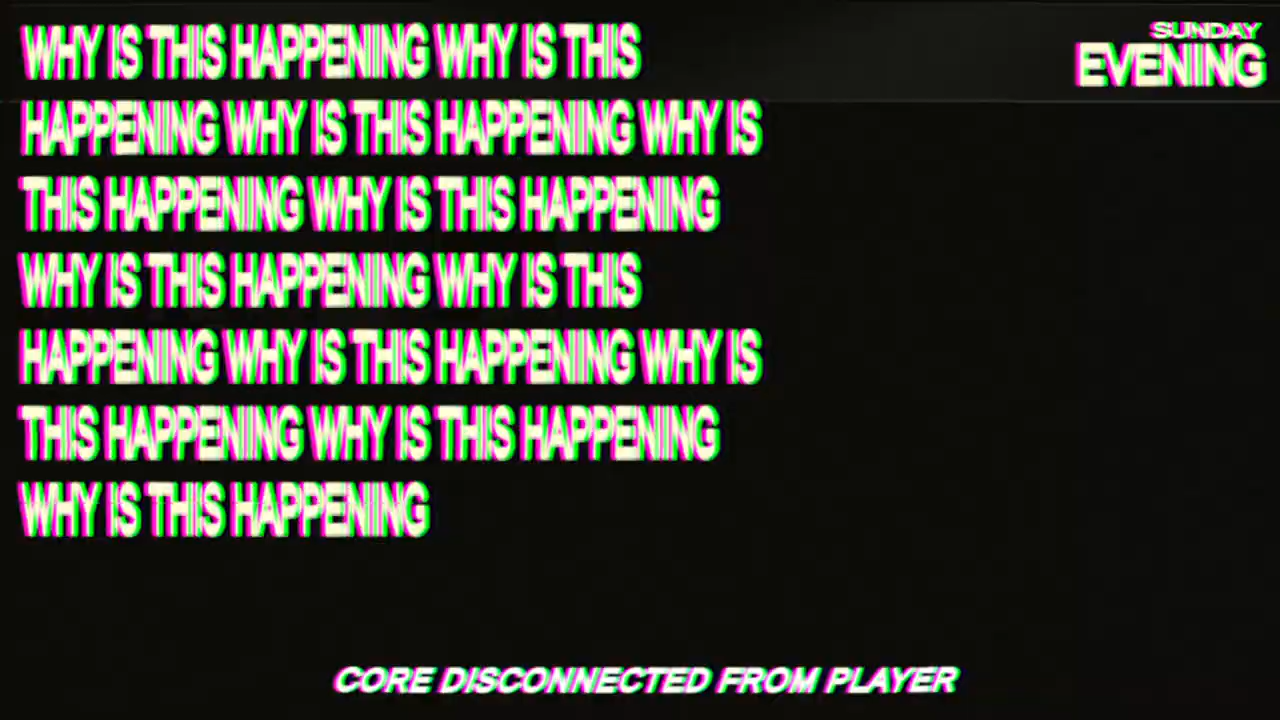 WHY IS THIS HAPPENING WHY IS THIS
HAPPENING WHY IS THIS HAPPENING WHY IS
THIS HAPPENING WHY IS THIS HAPPENING
WHY IS THIS HAPPENING WHY IS THIS
HAPPENING WHY IS THIS HAPPENING WHY IS
THIS HAPPENING WHY IS THIS HAPPENING
WHY IS THIS HAPPENING
SUNDAY
EVENING
CORE DISCONNECTED FROM PLAYER